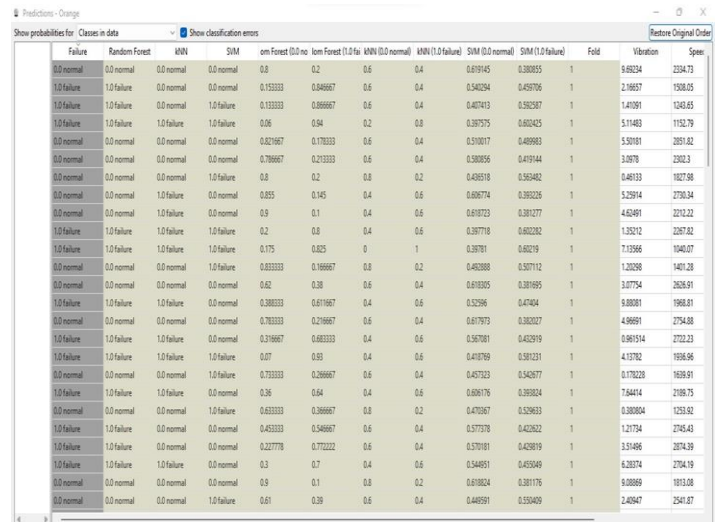 Predictions - Orange
Show probabilities for Classes in data Show classification errors Restore Original Order
Failure Random Forest kNN SVM om Forest (0.0 no lom Forest (1.0 fai kNN (0.0 normal) kNN (1.0 failure) SVM (0.0 normal) SVM (1.0 failure) Fold Vibration Speed
0.0 normal 0.0 normal 0.0 normal 0.0 normal 0.8 0.2 0.6 0.4 0.619145 0.380855 1 9.69234 2334.73
1.0 failure 1.0 failure 0.0 normal 0.0 normal 0.153333 0.846667 0.6 0.4 0.540294 0.459706 1 2.16657 1508.05
1.0 failure 1.0 failure 0.0 normal 1.0 failure 0.133333 0.866667 0.6 0.4 0.407413 0.592587 1 1.41091 1243.65
1.0 failure 1.0 failure 1.0 failure 1.0 failure 0.06 0.94 0.2 0.8 0.397575 0.602425 1 5.11483 1152.79
0.0 normal 0.0 normal 0.0 normal 0.0 normal 0.821667 0.178333 0.6 0.4 0.510017 0.489983 1 5.50181 2851.82
0.0 normal 0.0 normal 0.0 normal 0.0 normal 0.786667 0.213333 0.6 0.4 0.580856 0.419144 1 3.0978 2302.3
0.0 normal 0.0 normal 0.0 normal 1.0 failure 0.8 0.2 0.8 0.2 0.436518 0.563482 1 0.46133 1827.98
0.0 normal 0.0 normal 1.0 failure 0.0 normal 0.855 0.145 0.4 0.6 0.606774 0.393226 1 5.25914 2730.34
0.0 normal 0.0 normal 1.0 failure 0.0 normal 0.9 0.1 0.4 0.6 0.618723 0.381277 1 4.62491 2212.22
1.0 failure 1.0 failure 1.0 failure 1.0 failure 0.2 0.8 0.4 0.6 0.397718 0.602282 1 1.35212 2267.82
1.0 failure 1.0 failure 1.0 failure 1.0 failure 0.175 0.825 0 1 0.39781 0.60219 1 7.13566 1040.07
0.0 normal 0.0 normal 0.0 normal 1.0 failure 0.833333 0.166667 0.8 0.2 0.492888 0.507112 1 1.20298 1401.28
0.0 normal 0.0 normal 0.0 normal 0.0 normal 0.62 0.38 0.6 0.4 0.618305 0.381695 1 3.07754 2626.91
1.0 failure 1.0 failure 1.0 failure 0.0 normal 0.388333 0.611667 0.4 0.6 0.52596 0.47404 1 9.88081 1968.81
0.0 normal 0.0 normal 0.0 normal 0.0 normal 0.783333 0.216667 0.6 0.4 0.617973 0.382027 1 4.96691 2754.88
1.0 failure 1.0 failure 1.0 failure 0.0 normal 0.316667 0.683333 0.4 0.6 0.567081 0.432919 1 0.961514 2722.23
1.0 failure 1.0 failure 1.0 failure 1.0 failure 0.07 0.93 0.4 0.6 0.418769 0.581231 1 4.13782 1936.96
0.0 normal 0.0 normal 0.0 normal 1.0 failure 0.733333 0.266667 0.6 0.4 0.457323 0.542677 1 0.178228 1639.91
1.0 failure 1.0 failure 1.0 failure 0.0 normal 0.36 0.64 0.4 0.6 0.606176 0.393824 1 7.64414 2189.75
0.0 normal 0.0 normal 0.0 normal 1.0 failure 0.633333 0.366667 0.8 0.2 0.470367 0.529633 1 0.380804 1253.92
1.0 failure 1.0 failure 0.0 normal 0.0 normal 0.453333 0.546667 0.6 0.4 0.577378 0.422622 1 1.21734 2745.43
1.0 failure 1.0 failure 0.0 normal 0.0 normal 0.227778 0.772222 0.6 0.4 0.570181 0.429819 1 3.51496 2874.39
1.0 failure 1.0 failure 1.0 failure 0.0 normal 0.3 0.7 0.4 0.6 0.544951 0.455049 1 6.28374 2704.19
0.0 normal 0.0 normal 0.0 normal 0.0 normal 0.9 0.1 0.8 0.2 0.618824 0.381176 1 9.08869 1813.08
0.0 normal 0.0 normal 0.0 normal 1.0 failure 0.61 0.39 0.6 0.4 0.449591 0.550409 1 2.40947 2541.87